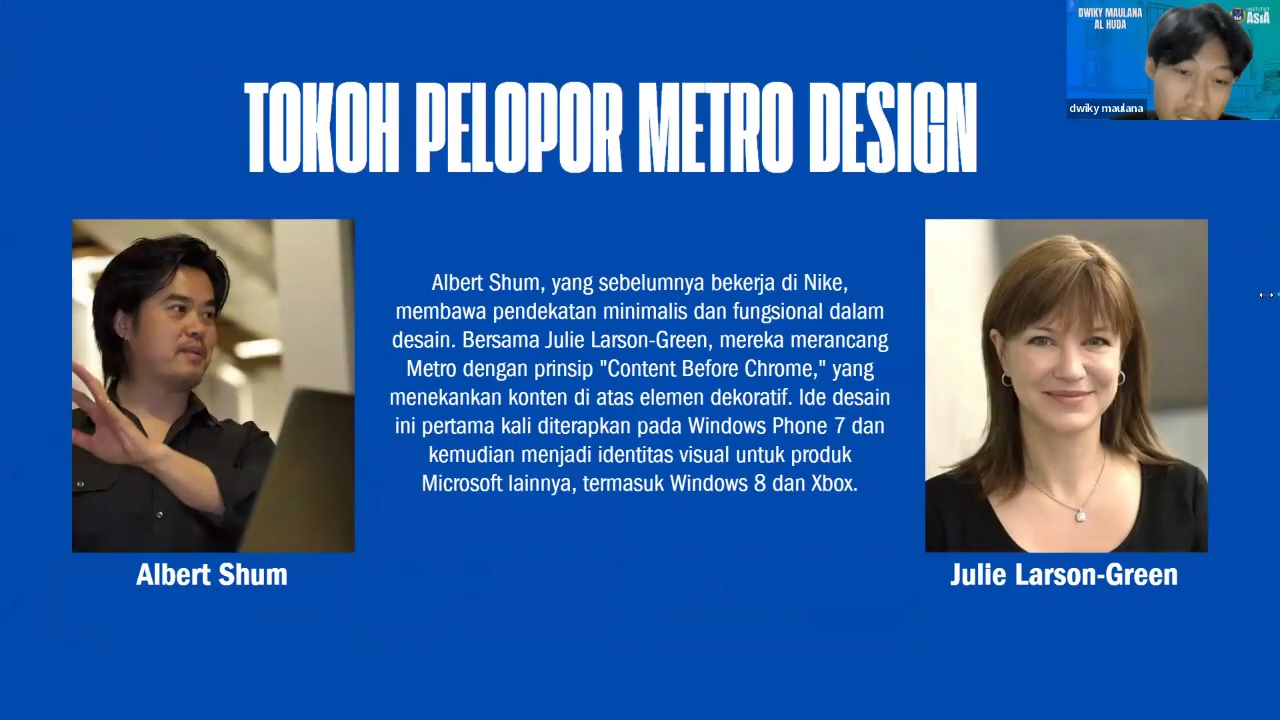 DWIKY MAULANA
AL HUDA
INSTITUT
ASIA
dwiky maulana
TOKOH PELOPOR METRO DESIGN
Albert Shum, yang sebelumnya bekerja di Nike,
membawa pendekatan minimalis dan fungsional dalam
desain. Bersama Julie Larson-Green, mereka merancang
Metro dengan prinsip "Content Before Chrome," yang
menekankan konten di atas elemen dekoratif. Ide desain
ini pertama kali diterapkan pada Windows Phone 7 dan
kemudian menjadi identitas visual untuk produk
Microsoft lainnya, termasuk Windows 8 dan Xbox.
Albert Shum
Julie Larson-Green